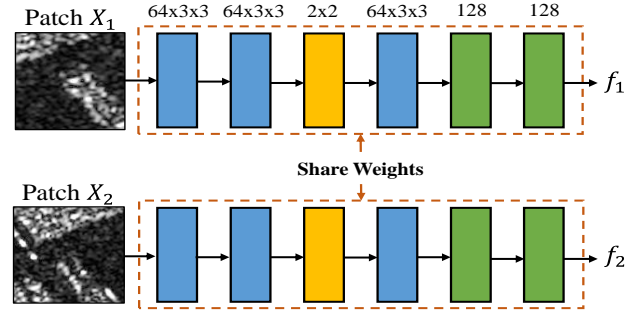 Patch X₁
64x3x3 64x3x3 2x2 64x3x3 128 128
f₁
Share Weights
Patch X₂
f₂